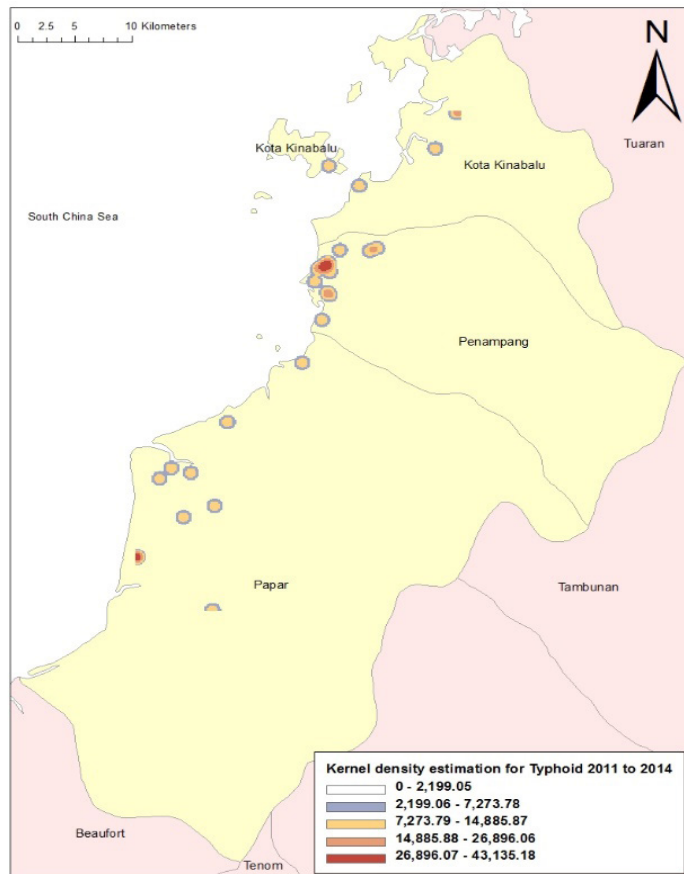 0 2.5 5 10 Kilometers
N
Tuaran
Kota Kinabalu
Kota Kinabalu
South China Sea
Penampang
Papar
Tambunan
Kernel density estimation for Typhoid 2011 to 2014
0 - 2,199.05
2,199.06 - 7,273.78
7,273.79 - 14,885.87
14,885.88 - 26,896.06
26,896.07 - 43,135.18
Beaufort
Tenom